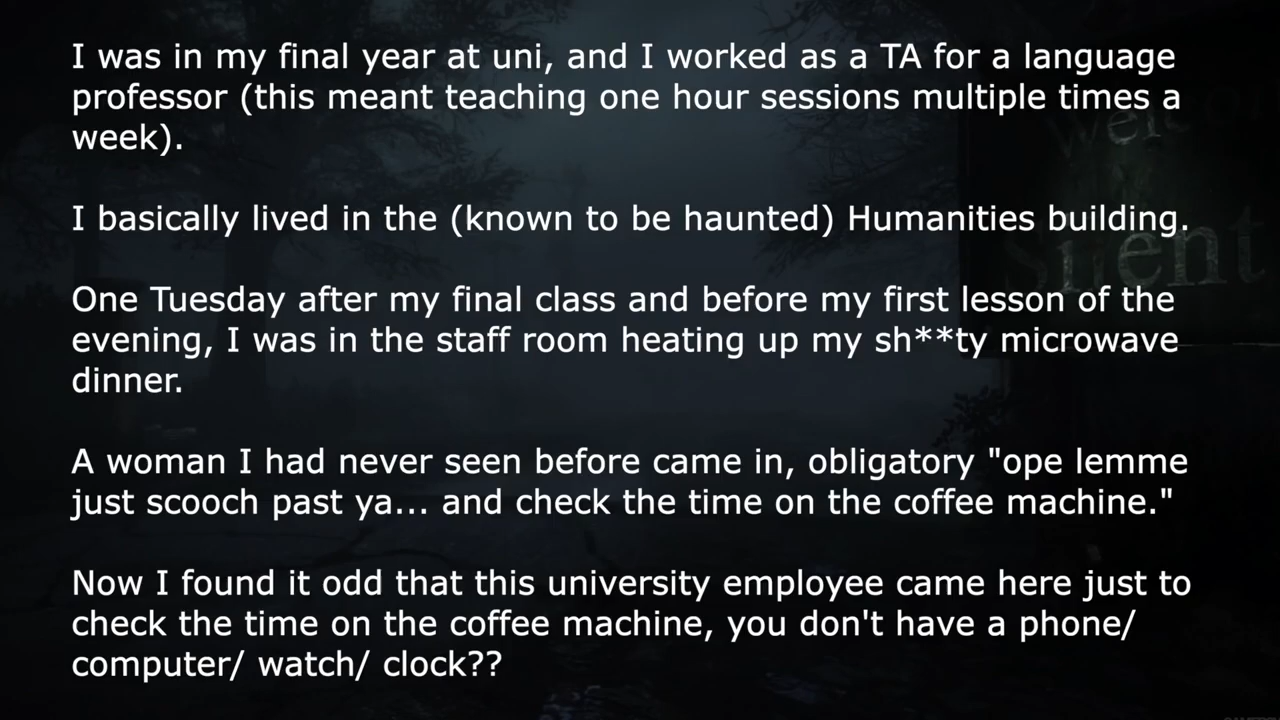 I was in my final year at uni, and I worked as a TA for a language
professor (this meant teaching one hour sessions multiple times a
week).
I basically lived in the (known to be haunted) Humanities building.
One Tuesday after my final class and before my first lesson of the
evening, I was in the staff room heating up my sh**ty microwave
dinner.
A woman I had never seen before came in, obligatory "ope lemme
just scooch past ya... and check the time on the coffee machine."
Now I found it odd that this university employee came here just to
check the time on the coffee machine, you don't have a phone/
computer/ watch/ clock??
Silent